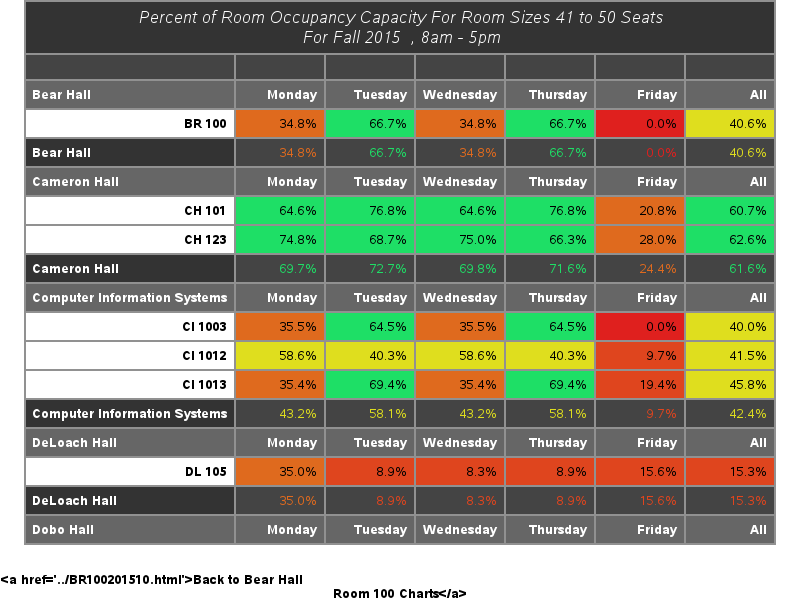 Percent of Room Occupancy Capacity For Room Sizes 41 to 50 Seats
For Fall 2015 , 8am - 5pm
Bear Hall Monday Tuesday Wednesday Thursday Friday All
BR 100 34.8% 66.7% 34.8% 66.7% 0.0% 40.6%
Bear Hall 34.8% 66.7% 34.8% 66.7% 0.0% 40.6%
Cameron Hall Monday Tuesday Wednesday Thursday Friday All
CH 101 64.6% 76.8% 64.6% 76.8% 20.8% 60.7%
CH 123 74.8% 68.7% 75.0% 66.3% 28.0% 62.6%
Cameron Hall 69.7% 72.7% 69.8% 71.6% 24.4% 61.6%
Computer Information Systems Monday Tuesday Wednesday Thursday Friday All
CI 1003 35.5% 64.5% 35.5% 64.5% 0.0% 40.0%
CI 1012 58.6% 40.3% 58.6% 40.3% 9.7% 41.5%
CI 1013 35.4% 69.4% 35.4% 69.4% 19.4% 45.8%
Computer Information Systems 43.2% 58.1% 43.2% 58.1% 9.7% 42.4%
DeLoach Hall Monday Tuesday Wednesday Thursday Friday All
DL 105 35.0% 8.9% 8.3% 8.9% 15.6% 15.3%
DeLoach Hall 35.0% 8.9% 8.3% 8.9% 15.6% 15.3%
Dobo Hall Monday Tuesday Wednesday Thursday Friday All
&lt;a href='../BR100201510.html'&gt;Back to Bear Hall
Room 100 Charts&lt;/a&gt;